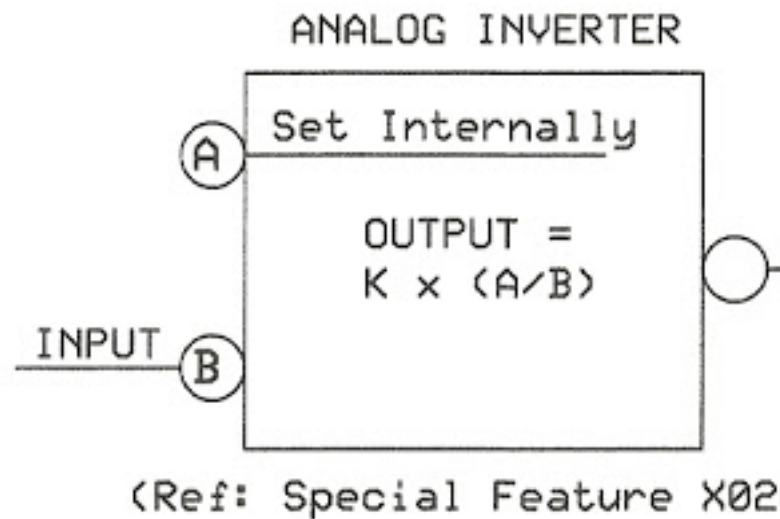 ANALOG INVERTER
A Set Internally
OUTPUT =
K x (A/B)
INPUT B
(Ref: Special Feature X02